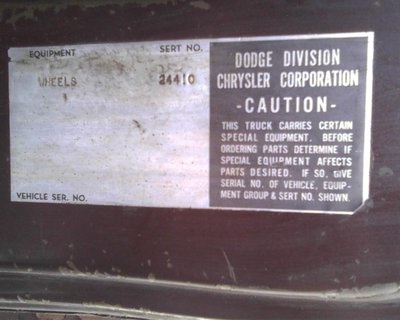 EQUIPMENT SERT NO.
WHEELS 24410
VEHICLE SER. NO.
DODGE DIVISION
CHRYSLER CORPORATION
-CAUTION-
THIS TRUCK CARRIES CERTAIN
SPECIAL EQUIPMENT. BEFORE
ORDERING PARTS DETERMINE IF
SPECIAL EQUIPMENT AFFECTS
PARTS DESIRED. IF SO, GIVE
SERIAL NO. OF VEHICLE, EQUIP-
MENT GROUP & SERT NO. SHOWN.